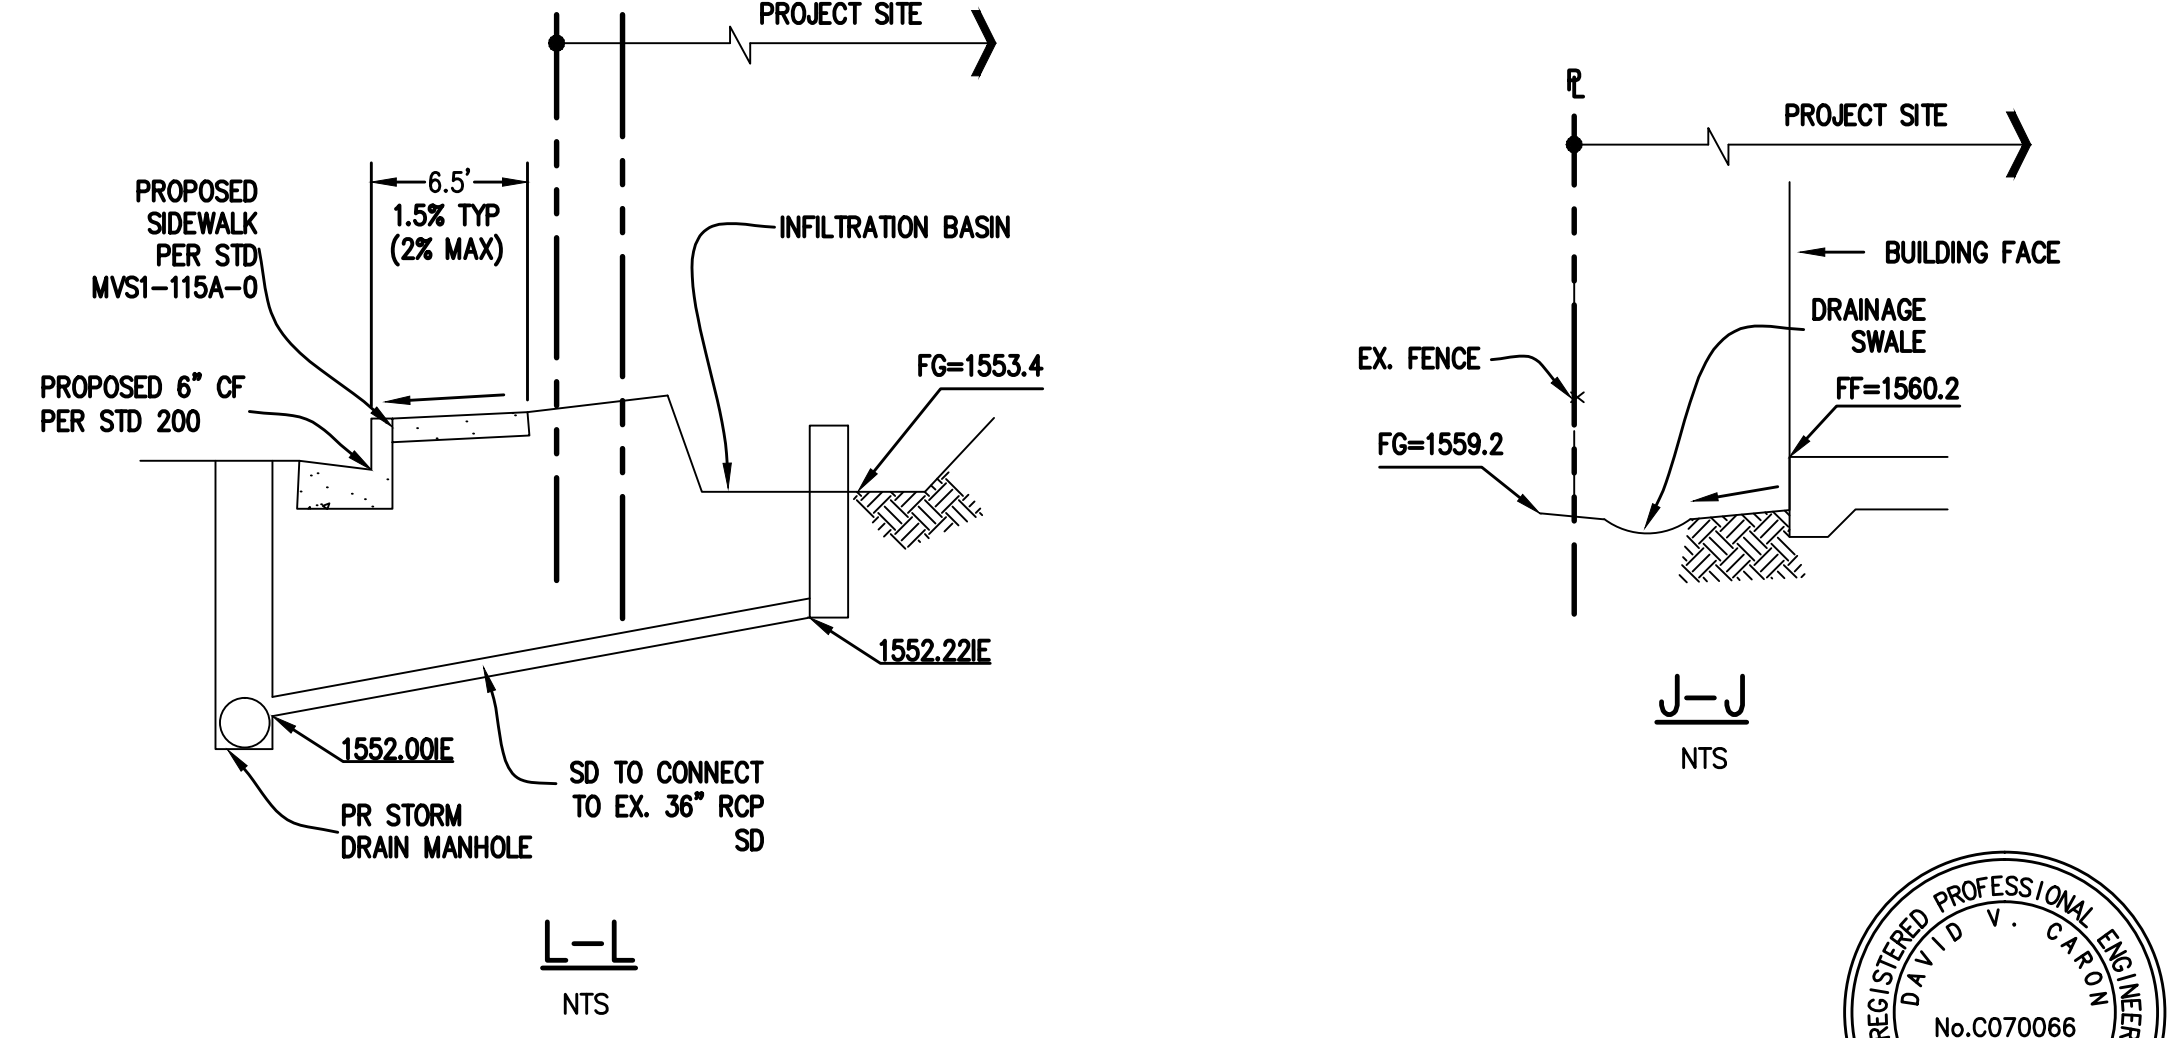 PROJECT SITE
6.5'
1.5% TYP
(2% MAX)
PROPOSED
SIDEWALK
PER STD
MVS1-115A-0
INFILTRATION BASIN
PROPOSED 6" CF
PER STD 200
FG=1553.4
1552.22IE
1552.00IE
SD TO CONNECT
TO EX. 36" RCP
SD
PR STORM
DRAIN MANHOLE
L-L
NTS
PL
PROJECT SITE
BUILDING FACE
DRAINAGE
SWALE
EX. FENCE
FF=1560.2
FG=1559.2
J-J
NTS
REGISTERED PROFESSIONAL ENGINEER
DAVID V. CARON
No.C070066